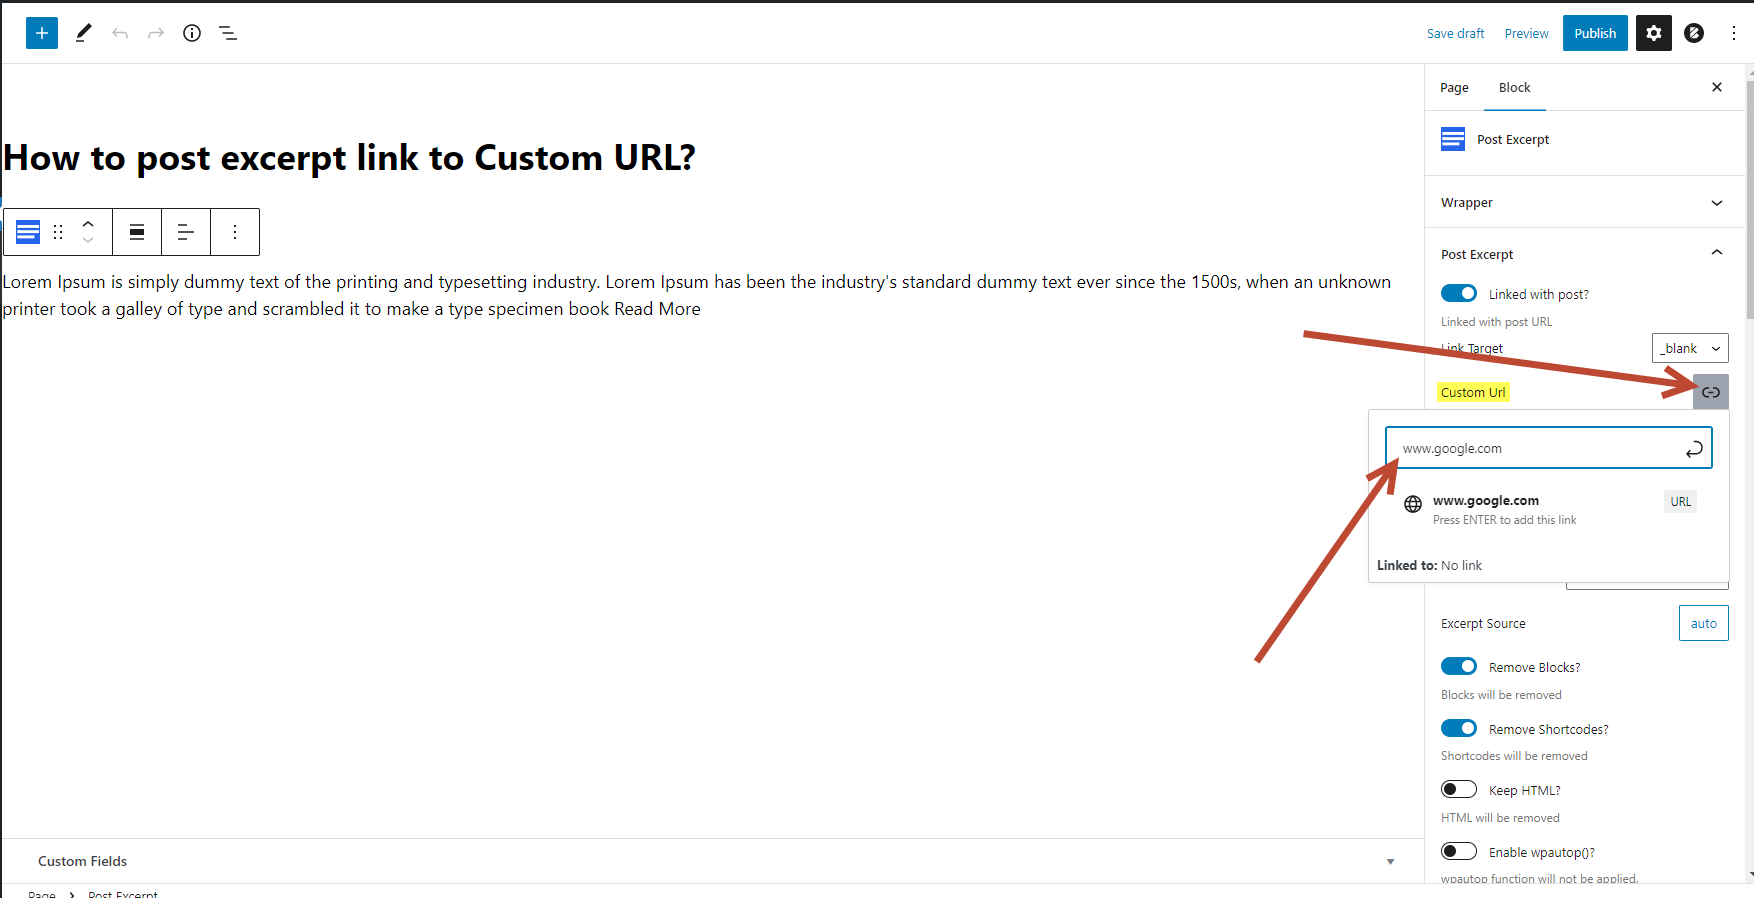 Save draft
Preview
Publish
Page
Block
Post Excerpt
How to post excerpt link to Custom URL?
Lorem Ipsum is simply dummy text of the printing and typesetting industry. Lorem Ipsum has been the industry's standard dummy text ever since the 1500s, when an unknown
printer took a galley of type and scrambled it to make a type specimen book Read More
Wrapper
Post Excerpt
Linked with post?
Linked with post URL
Link Target
_blank
Custom Url
www.google.com
www.google.com
URL
Press ENTER to add this link
Linked to: No link
Excerpt Source
auto
Remove Blocks?
Blocks will be removed
Remove Shortcodes?
Shortcodes will be removed
Keep HTML?
HTML will be removed
Enable wpautop()?
wpautop function will not be applied.
Custom Fields
Page
Post Excerpt